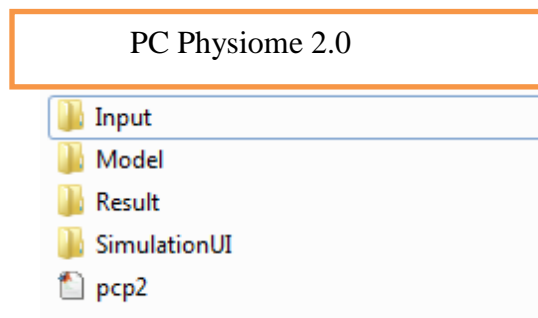 PC Physiome 2.0
Input
Model
Result
SimulationUI
pcp2